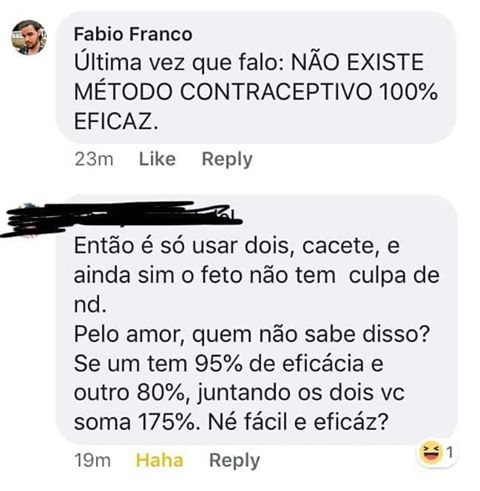 Fabio Franco
Última vez que falo: NÃO EXISTE
MÉTODO CONTRACEPTIVO 100%
EFICAZ.
23m Like Reply
Então é só usar dois, cacete, e
ainda sim o feto não tem culpa de
nd.
Pelo amor, quem não sabe disso?
Se um tem 95% de eficácia e
outro 80%, juntando os dois vc
soma 175%. Né fácil e eficáz?
1
19m Haha Reply